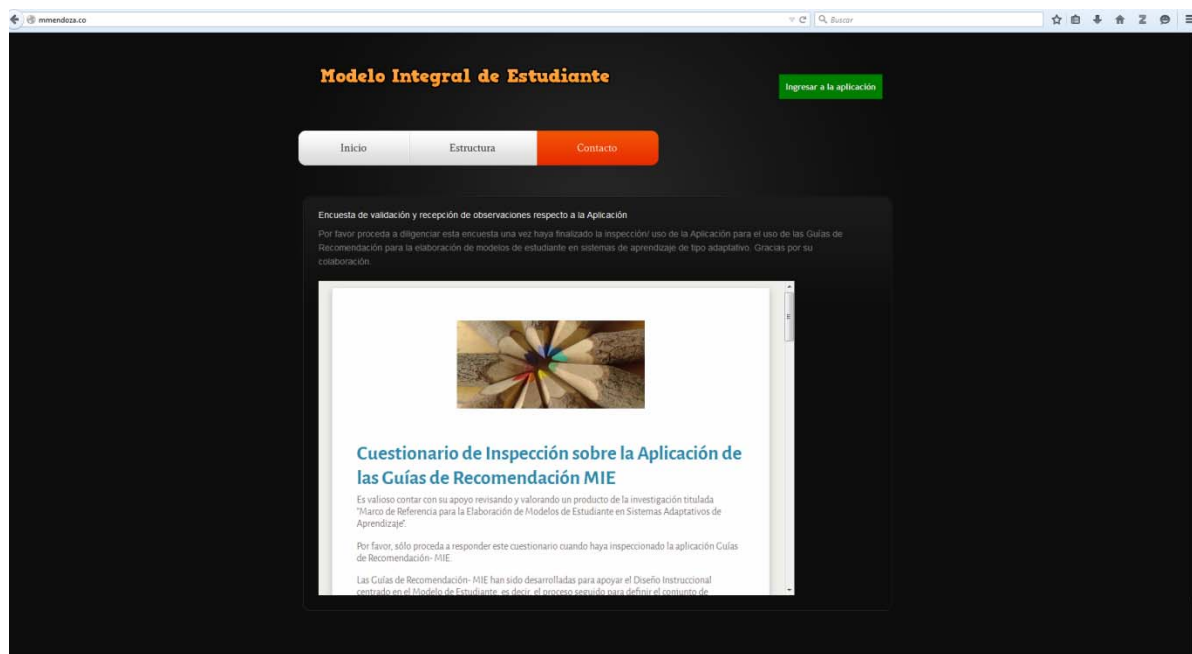 mmendoza.co
Buscar
Modelo Integral de Estudiante
Ingresar a la aplicación
Inicio
Estructura
Contacto
Encuesta de validación y recepción de observaciones respecto a la Aplicación
Por favor proceda a diligenciar esta encuesta una vez haya finalizado la inspección/ uso de la Aplicación para el uso de las Guías de
Recomendación para la elaboración de modelos de estudiante en sistemas de aprendizaje de tipo adaptativo. Gracias por su
colaboración.
Cuestionario de Inspección sobre la Aplicación de
las Guías de Recomendación MIE
Es valioso contar con su apoyo revisando y valorando un producto de la investigación titulada
"Marco de Referencia para la Elaboración de Modelos de Estudiante en Sistemas Adaptativos de
Aprendizaje".
Por favor, sólo proceda a responder este cuestionario cuando haya inspeccionado la aplicación Guías
de Recomendación- MIE.
Las Guías de Recomendación- MIE han sido desarrolladas para apoyar el Diseño Instruccional
centrado en el Modelo de Estudiante; es decir, el proceso seguido para definir el conjunto de